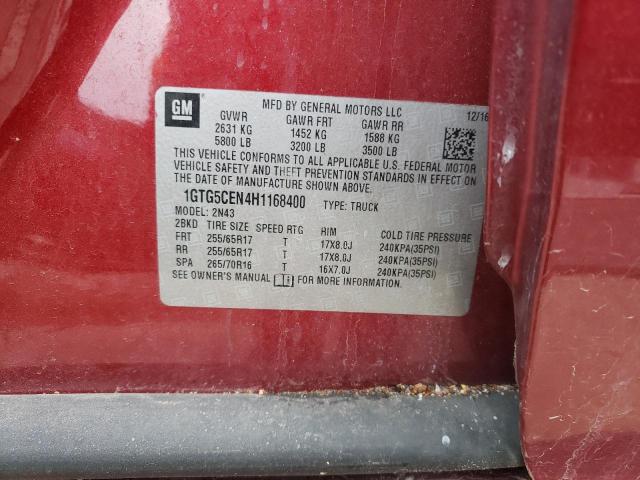 GM
MFD BY GENERAL MOTORS LLC
12/16
GVWR GAWR FRT GAWR RR
2631 KG 1452 KG 1588 KG
5800 LB 3200 LB 3500 LB
THIS VEHICLE CONFORMS TO ALL APPLICABLE U.S. FEDERAL MOTOR
VEHICLE SAFETY AND THEFT PREVENTION STANDARDS IN EFFECT ON
THE DATE OF MANUFACTURE SHOWN ABOVE.
1GTG5CEN4H1168400 TYPE: TRUCK
MODEL: 2N43
2BKD TIRE SIZE SPEED RTG RIM COLD TIRE PRESSURE
FRT 255/65R17 T 17X8.0J 240KPA(35PSI)
RR 255/65R17 T 17X8.0J 240KPA(35PSI)
SPA 265/70R16 T 16X7.0J 240KPA(35PSI)
SEE OWNER'S MANUAL FOR MORE INFORMATION.